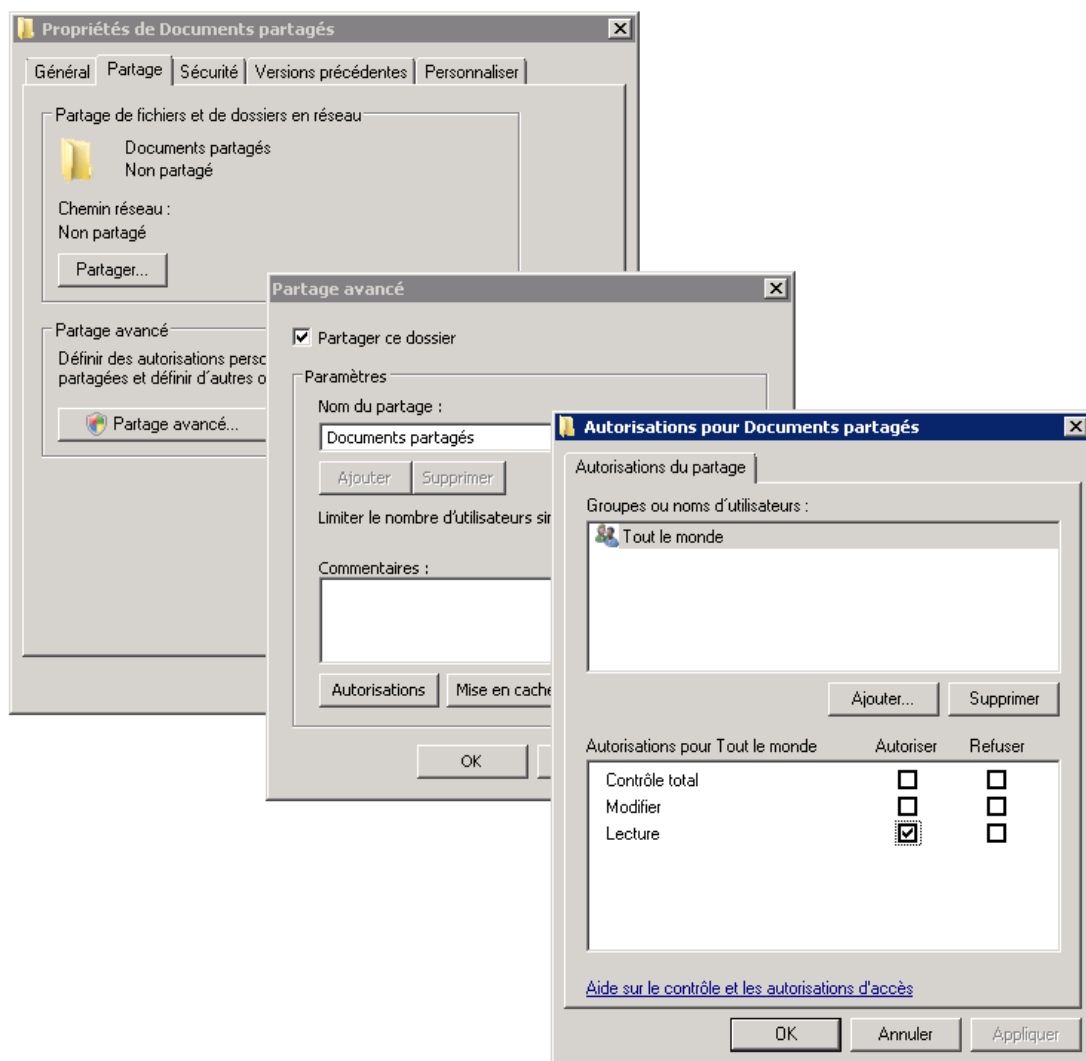 Propriétés de Documents partagés
Général Partage Sécurité Versions précédentes Personnaliser
Partage de fichiers et de dossiers en réseau
Documents partagés
Non partagé
Chemin réseau :
Non partagé
Partager...
Partage avancé
Définir des autorisations perso
partagées et définir d'autres o
Partage avancé...
Partage avancé
Partager ce dossier
Paramètres
Nom du partage :
Documents partagés
Ajouter Supprimer
Limiter le nombre d'utilisateurs sim
Commentaires :
Autorisations Mise en cache
OK
Autorisations pour Documents partagés
Autorisations du partage
Groupes ou noms d'utilisateurs :
Tout le monde
Ajouter... Supprimer
Autorisations pour Tout le monde Autoriser Refuser
Contrôle total
Modifier
Lecture
Aide sur le contrôle et les autorisations d'accès
OK Annuler Appliquer